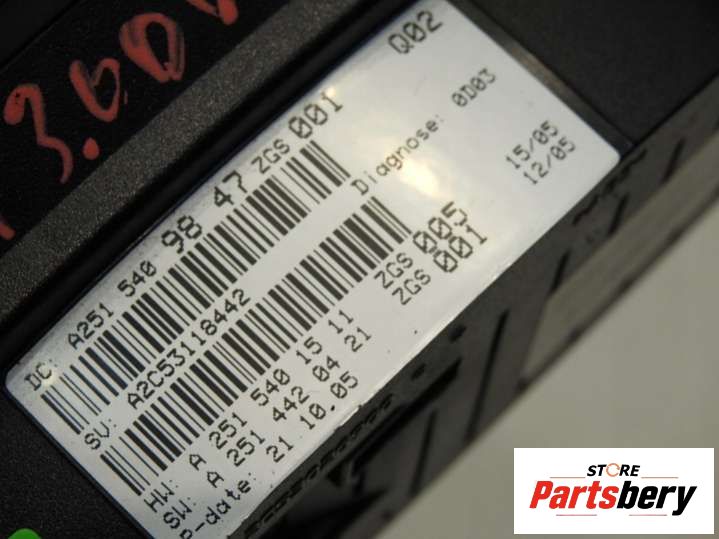 3.0D
Q02
DC: A251 540 98 47 ZGS 001
Diagnose: 0D03
SV: A2C53118442
15/05
12/05
HW: A 251 540 15 11 ZGS 005
SW: A 251 442 04 21 ZGS 001
P-date: 21.10.05
STORE
Partsbery